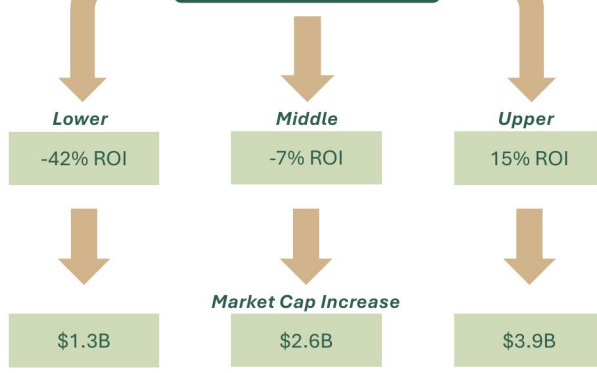 Lower
Middle
Upper
-42% ROI
-7% ROI
15% ROI
Market Cap Increase
$1.3B
$2.6B
$3.9B